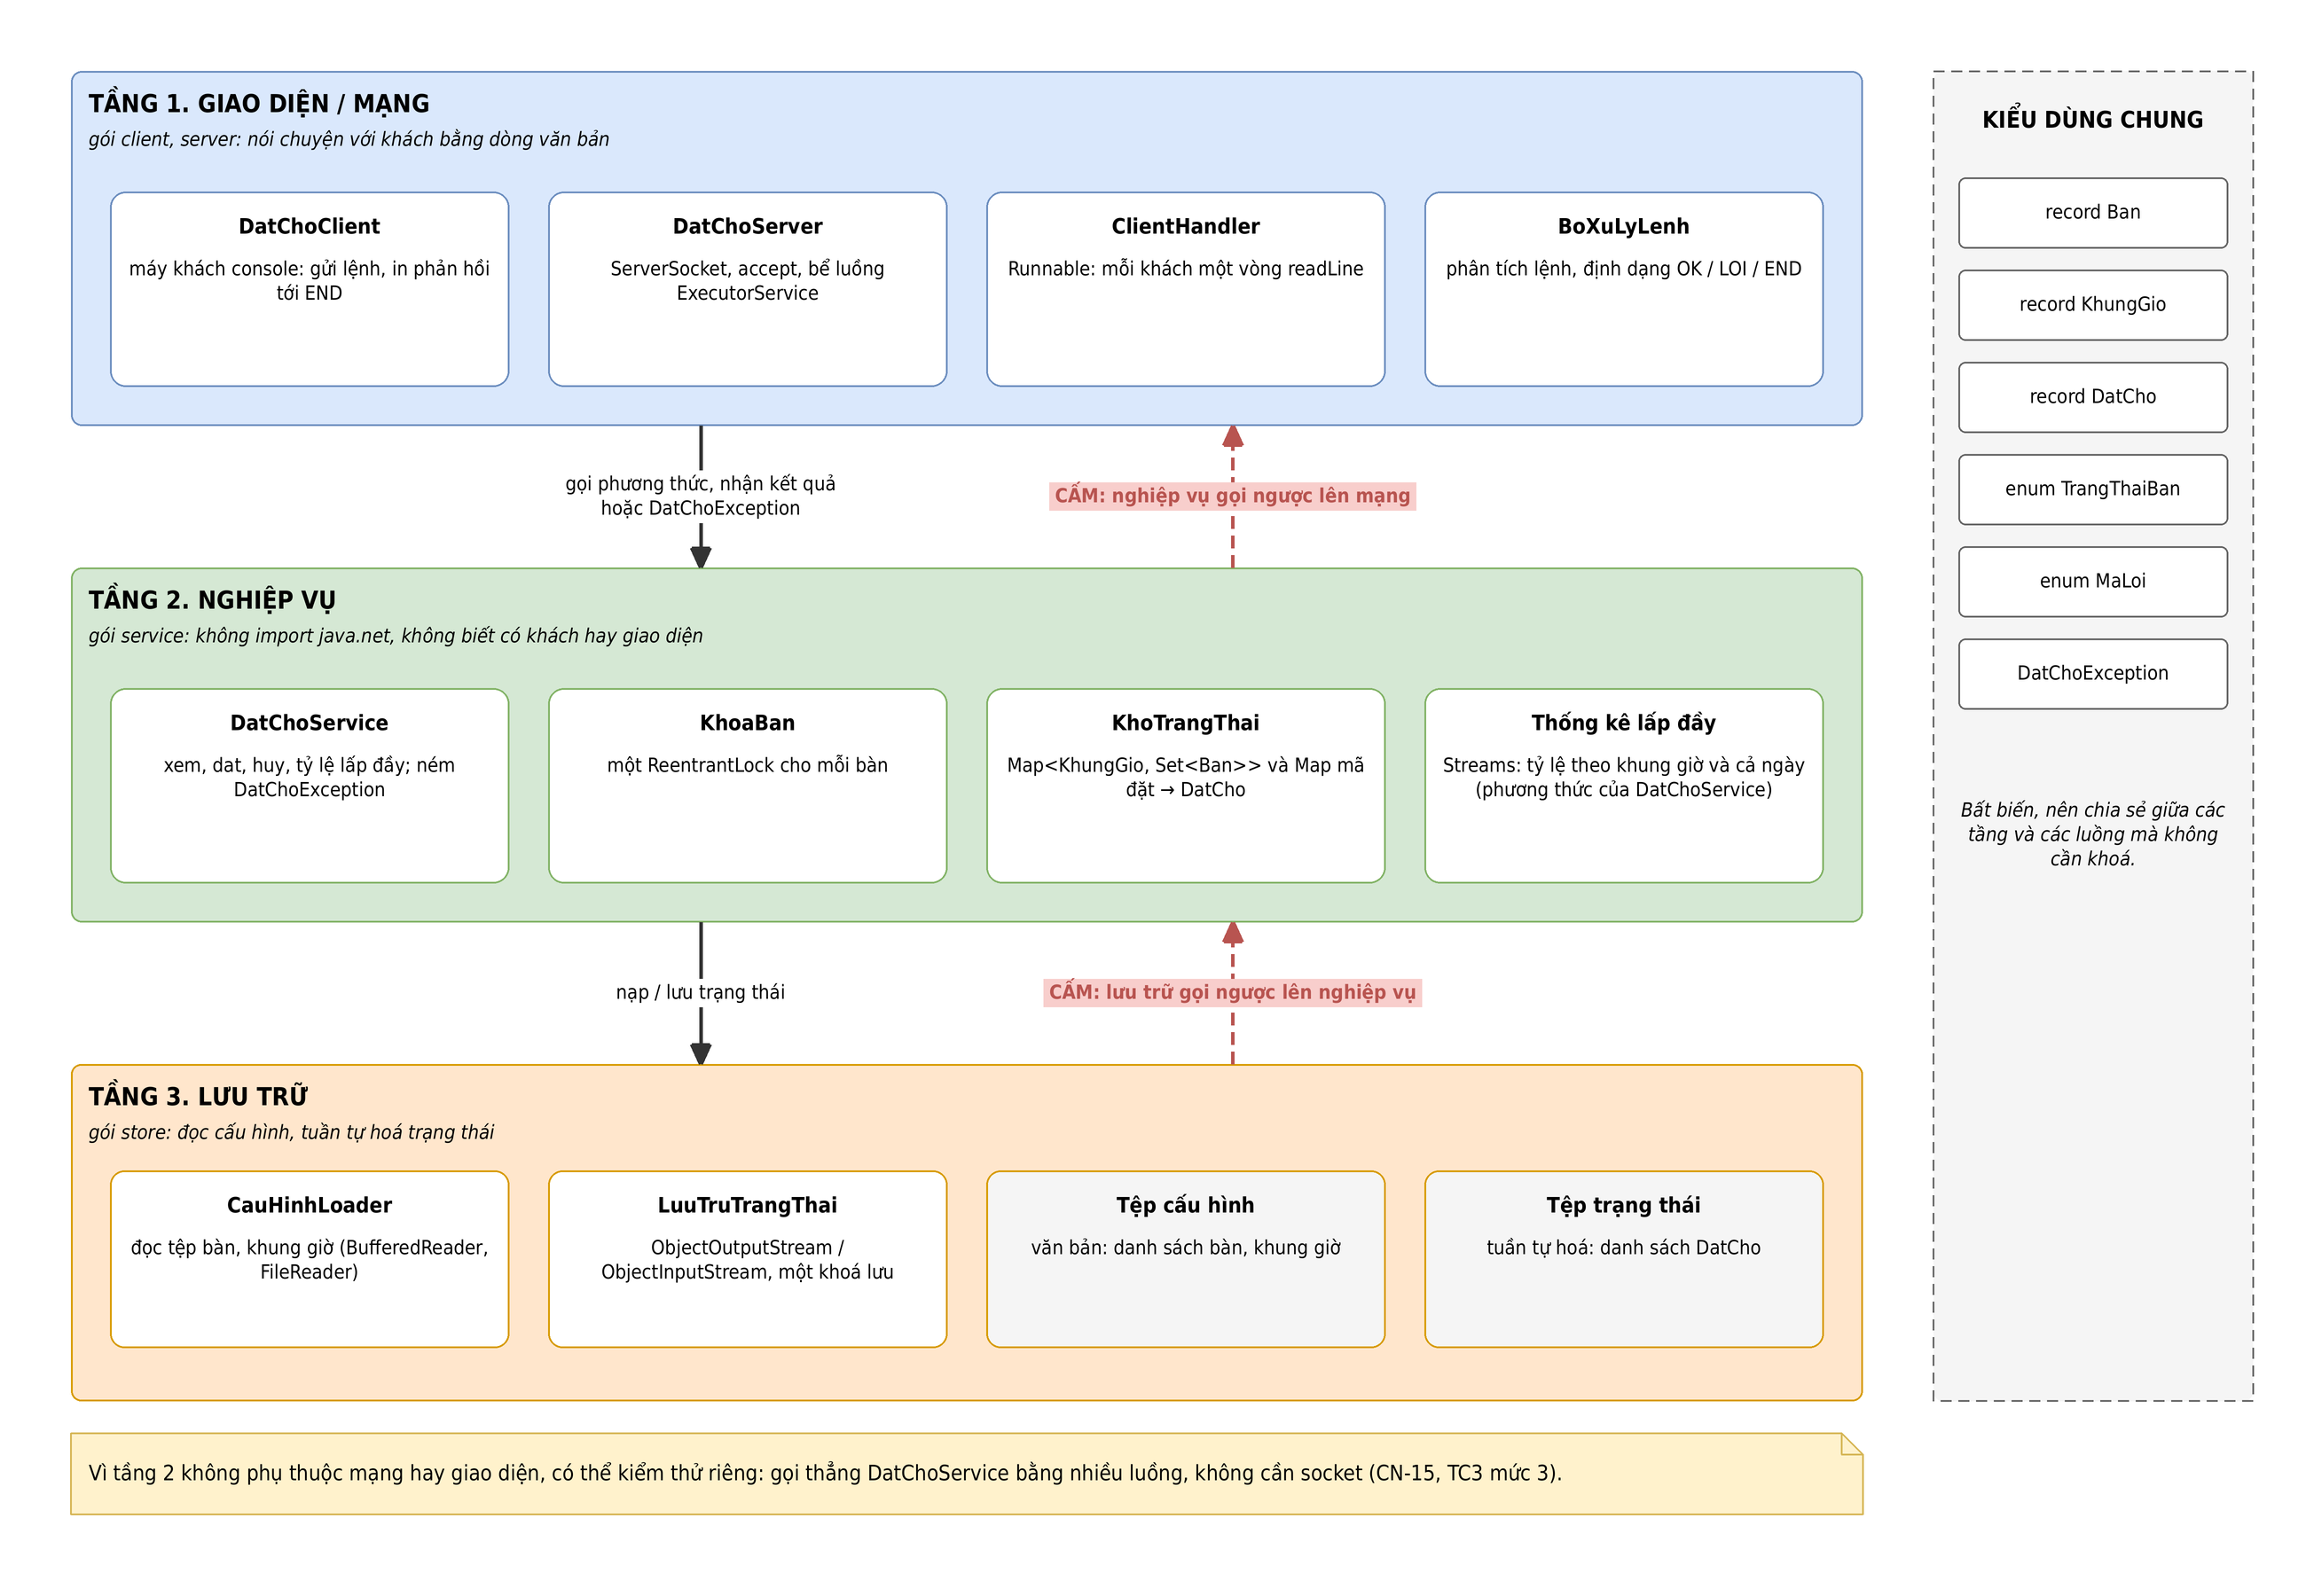 TẦNG 1. GIAO DIỆN / MẠNG
gói client, server: nói chuyện với khách bằng dòng văn bản
DatChoClient
máy khách console: gửi lệnh, in phản hồi
tới END
DatChoServer
ServerSocket, accept, bể luồng
ExecutorService
ClientHandler
Runnable: mỗi khách một vòng readLine
BoXuLyLenh
phân tích lệnh, định dạng OK / LOI / END
gọi phương thức, nhận kết quả
hoặc DatChoException
CẤM: nghiệp vụ gọi ngược lên mạng
TẦNG 2. NGHIỆP VỤ
gói service: không import java.net, không biết có khách hay giao diện
DatChoService
xem, dat, huy, tỷ lệ lấp đầy; ném
DatChoException
KhoaBan
một ReentrantLock cho mỗi bàn
KhoTrangThai
Map<KhungGio, Set<Ban>> và Map mã
đặt → DatCho
Thống kê lấp đầy
Streams: tỷ lệ theo khung giờ và cả ngày
(phương thức của DatChoService)
nạp / lưu trạng thái
CẤM: lưu trữ gọi ngược lên nghiệp vụ
TẦNG 3. LƯU TRỮ
gói store: đọc cấu hình, tuần tự hoá trạng thái
CauHinhLoader
đọc tệp bàn, khung giờ (BufferedReader,
FileReader)
LuuTruTrangThai
ObjectOutputStream /
ObjectInputStream, một khoá lưu
Tệp cấu hình
văn bản: danh sách bàn, khung giờ
Tệp trạng thái
tuần tự hoá: danh sách DatCho
Vì tầng 2 không phụ thuộc mạng hay giao diện, có thể kiểm thử riêng: gọi thẳng DatChoService bằng nhiều luồng, không cần socket (CN-15, TC3 mức 3).
KIỂU DÙNG CHUNG
record Ban
record KhungGio
record DatCho
enum TrangThaiBan
enum MaLoi
DatChoException
Bất biến, nên chia sẻ giữa các
tầng và các luồng mà không
cần khoá.